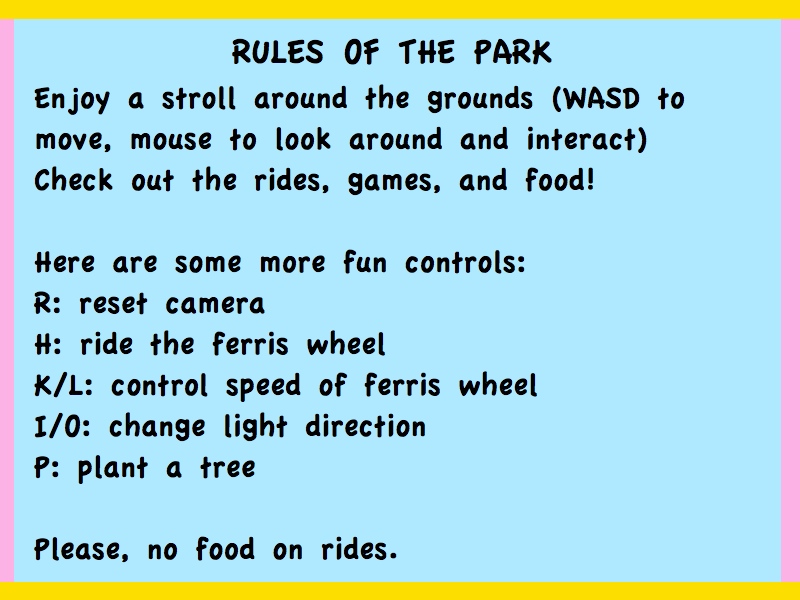 RULES OF THE PARK
Enjoy a stroll around the grounds (WASD to
move, mouse to look around and interact)
Check out the rides, games, and food!
Here are some more fun controls:
R: reset camera
H: ride the ferris wheel
K/L: control speed of ferris wheel
I/O: change light direction
P: plant a tree
Please, no food on rides.